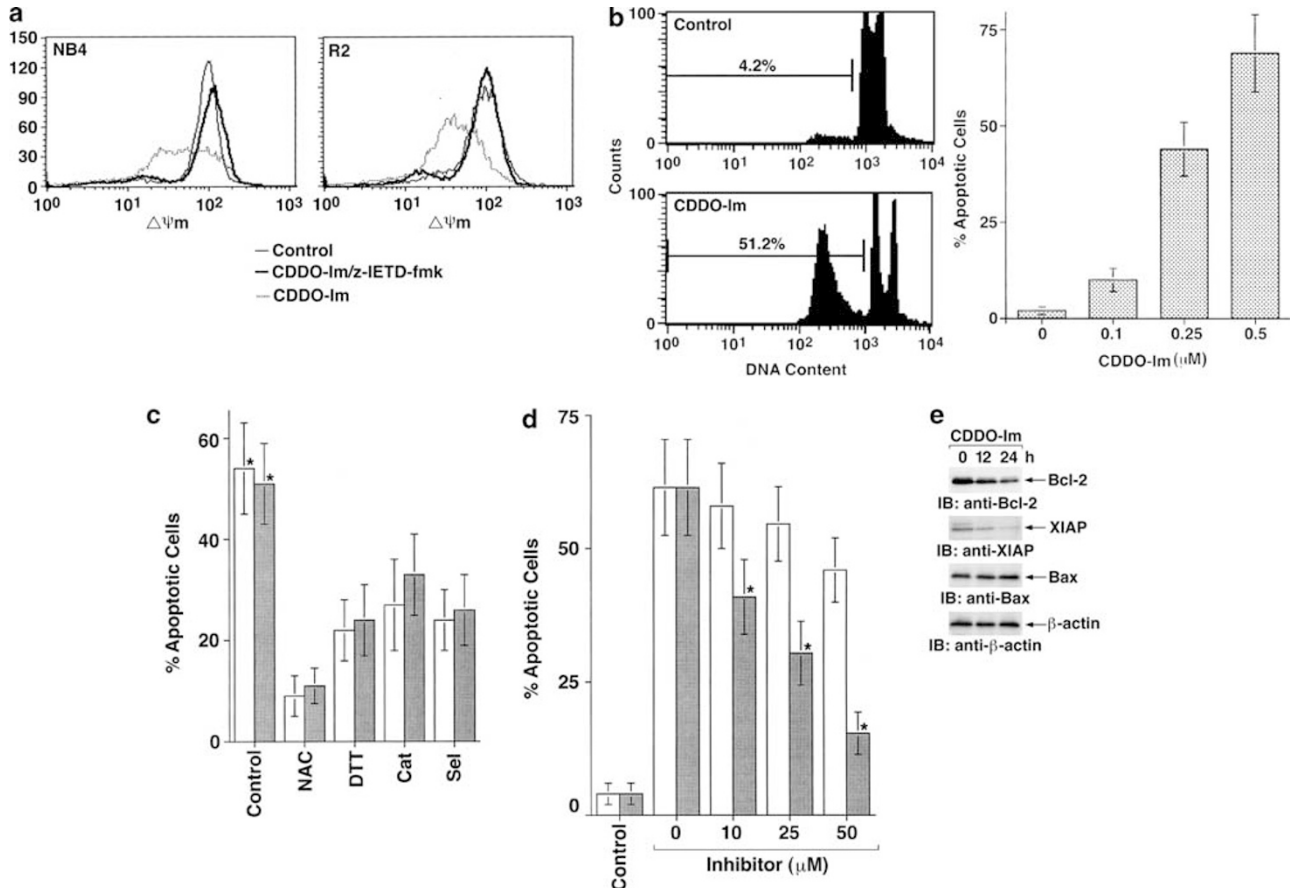 a
150
120
90
60
30
0
NB4
10⁰ 10¹ 10² 10³
△ψm
R2
10⁰ 10¹ 10² 10³
△ψm
Control
CDDO-Im/z-IETD-fmk
CDDO-Im
b
Counts
100
0
Control
4.2%
10⁰ 10¹ 10² 10³ 10⁴
100
0
CDDO-Im
51.2%
10⁰ 10¹ 10² 10³ 10⁴
DNA Content
% Apoptotic Cells
75
50
25
0
0 0.1 0.25 0.5
CDDO-Im (μM)
c
% Apoptotic Cells
60
40
20
0
* *
Control NAC DTT Cat Sel
d
% Apoptotic Cells
75
50
25
0
* * *
Control 0 10 25 50
Inhibitor (μM)
e
CDDO-Im
0 12 24 h
Bcl-2
IB: anti-Bcl-2
XIAP
IB: anti-XIAP
Bax
IB: anti-Bax
β-actin
IB: anti-β-actin